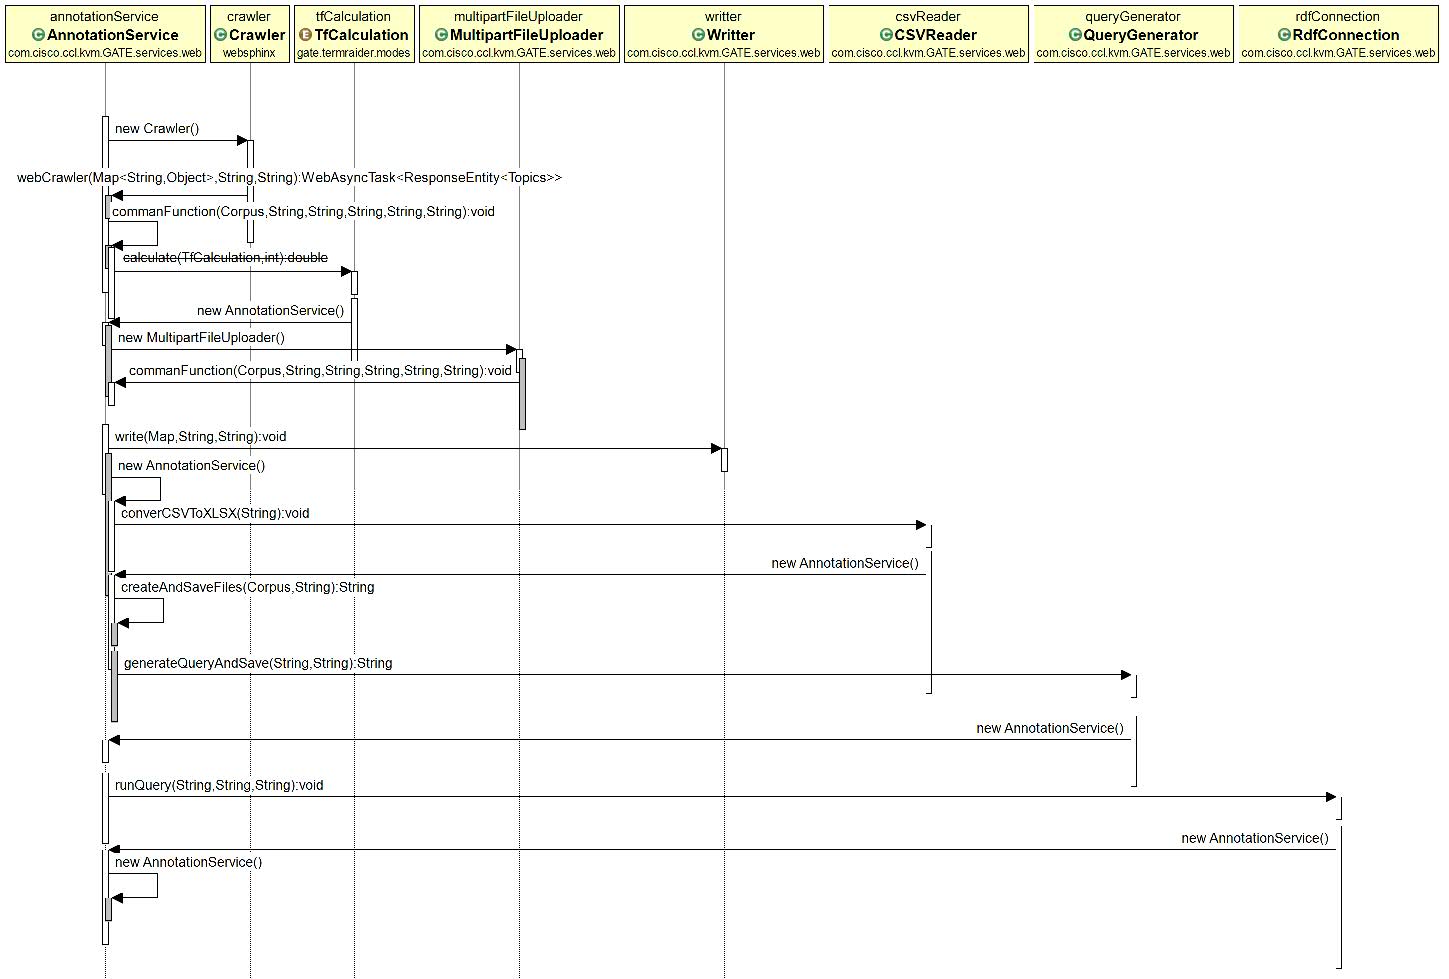 annotationService
C AnnotationService
com.cisco.ccl.kvm.GATE.services.web
crawler
C Crawler
websphinx
tfCalculation
E TfCalculation
gate.termraider.modes
multipartFileUploader
C MultipartFileUploader
com.cisco.ccl.kvm.GATE.services.web
writter
C Writter
com.cisco.ccl.kvm.GATE.services.web
csvReader
C CSVReader
com.cisco.ccl.kvm.GATE.services.web
queryGenerator
C QueryGenerator
com.cisco.ccl.kvm.GATE.services.web
rdfConnection
C RdfConnection
com.cisco.ccl.kvm.GATE.services.web
new Crawler()
webCrawler(Map<String,Object>,String,String):WebAsyncTask<ResponseEntity<Topics>>
commanFunction(Corpus,String,String,String,String,String):void
calculate(TfCalculation,int):double
new AnnotationService()
new MultipartFileUploader()
commanFunction(Corpus,String,String,String,String,String):void
write(Map,String,String):void
new AnnotationService()
converCSVToXLSX(String):void
new AnnotationService()
createAndSaveFiles(Corpus,String):String
generateQueryAndSave(String,String):String
new AnnotationService()
runQuery(String,String,String):void
new AnnotationService()
new AnnotationService()